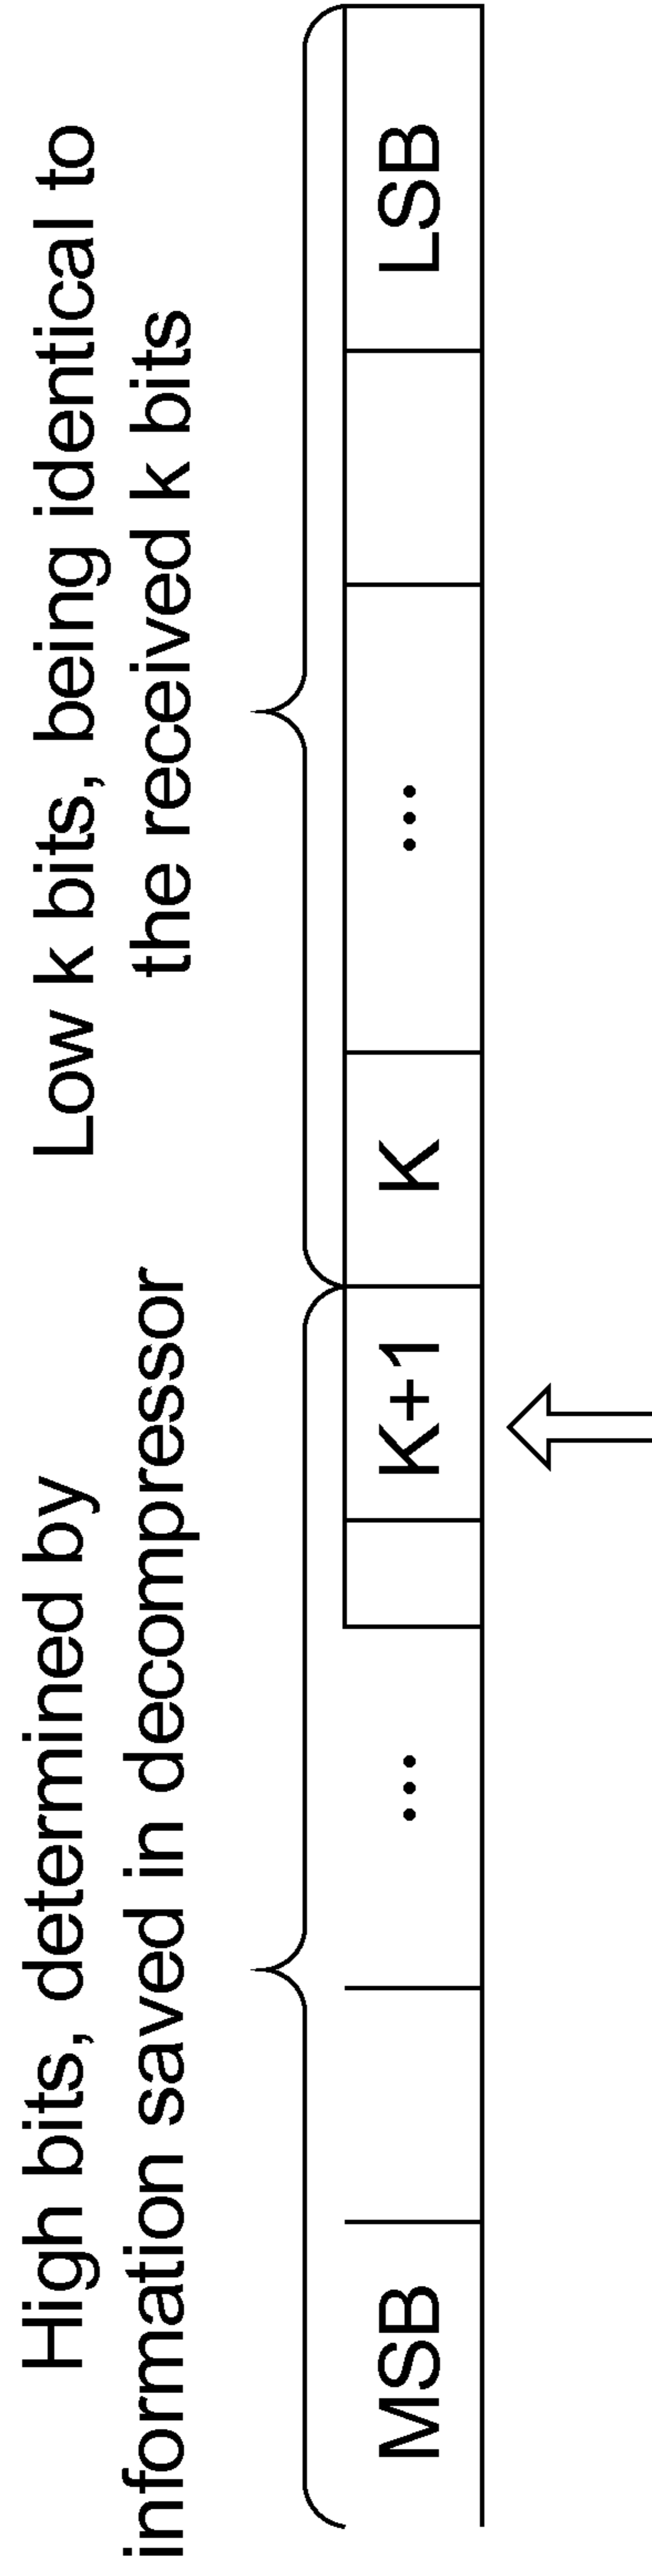 High bits, determined by
information saved in decompressor
Low k bits, being identical to
the received k bits
MSB
...
K+1
K
...
LSB